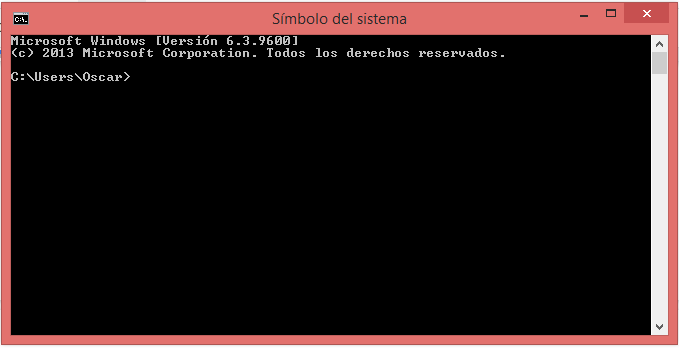 Símbolo del sistema
Microsoft Windows [Versión 6.3.9600]
(c) 2013 Microsoft Corporation. Todos los derechos reservados.
C:\Users\Oscar>